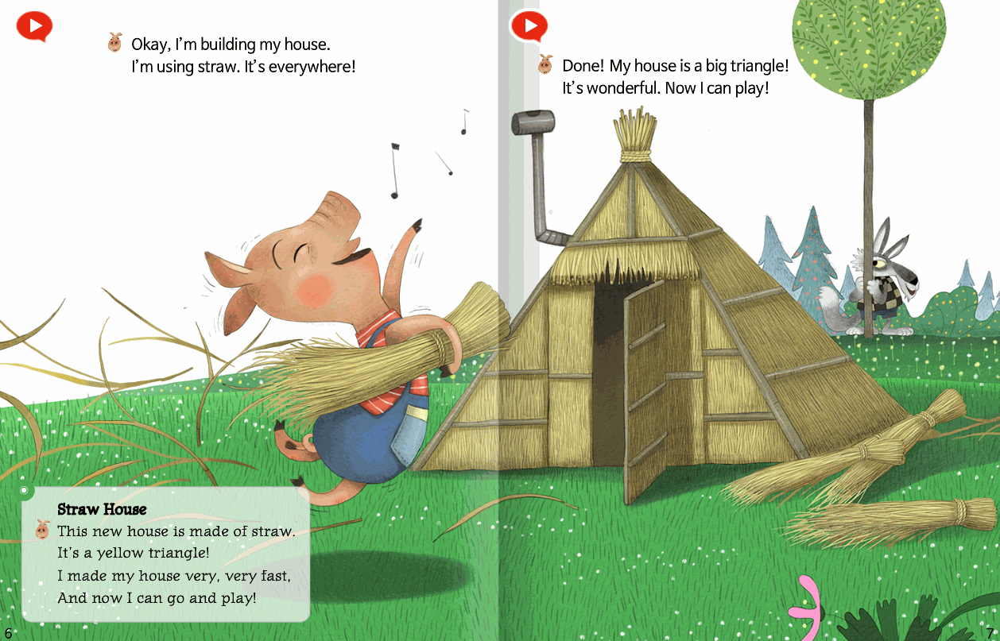 Okay, I'm building my house.
I'm using straw. It's everywhere!
Straw House
This new house is made of straw.
It's a yellow triangle!
I made my house very, very fast,
And now I can go and play!
6
Done! My house is a big triangle!
It's wonderful. Now I can play!
7